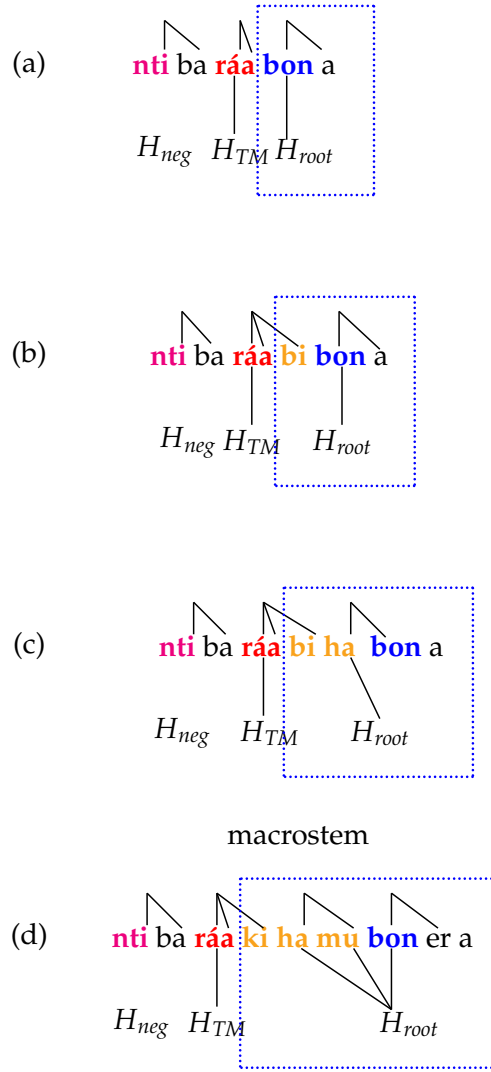 (a) nti ba ráa bon a
H_neg H_TM H_root
(b) nti ba ráa bi bon a
H_neg H_TM H_root
(c) nti ba ráa bi ha bon a
H_neg H_TM H_root
macrostem
(d) nti ba ráa ki ha mu bon er a
H_neg H_TM H_root